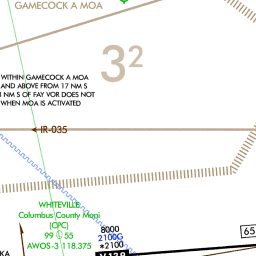 GAMECOCK A MOA
3²
WITHIN GAMECOCK A MOA
AND ABOVE FROM 17 NM S
NM S OF FAY VOR DOES NOT
WHEN MOA IS ACTIVATED
IR-035
WHITEVILLE
Columbus County Muni
(CPC)
99 L 55
AWOS-3 118.375
8000
2100G
*2100
V139
65
KA